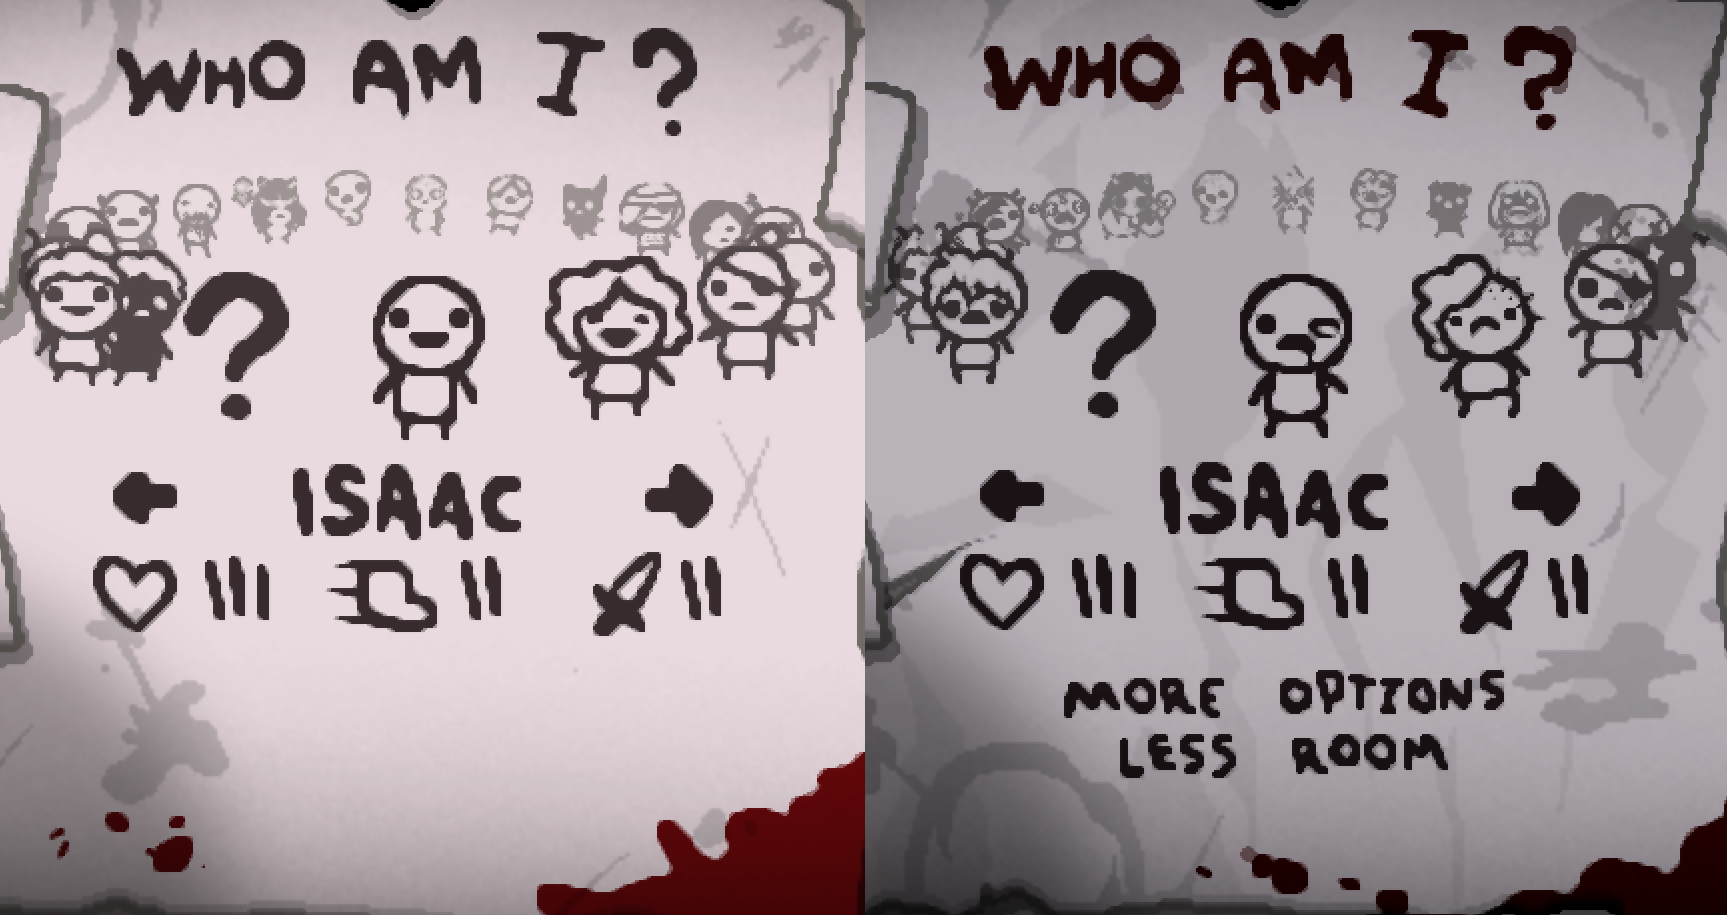 WHO AM I?
?
ISAAC
WHO AM I?
?
ISAAC
MORE OPTIONS
LESS ROOM